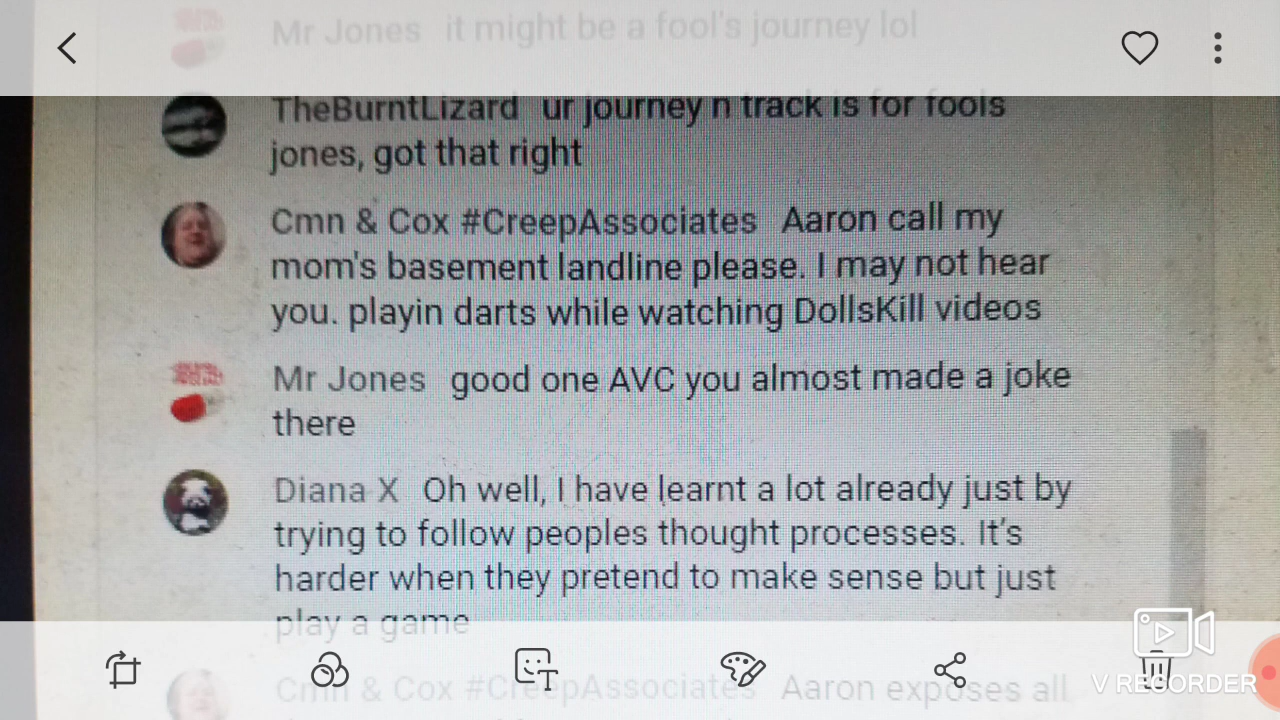 Mr Jones it might be a fool's journey lol
TheBurntLizard ur journey n track is for fools
jones, got that right
Cmn & Cox #CreepAssociates Aaron call my
mom's basement landline please. I may not hear
you. playin darts while watching DollsKill videos
Mr Jones good one AVC you almost made a joke
there
Diana X Oh well, I have learnt a lot already just by
trying to follow peoples thought processes. It's
harder when they pretend to make sense but just
play a game
Cmn & Cox #CreepAssociates Aaron exposes all
T
V RECORDER